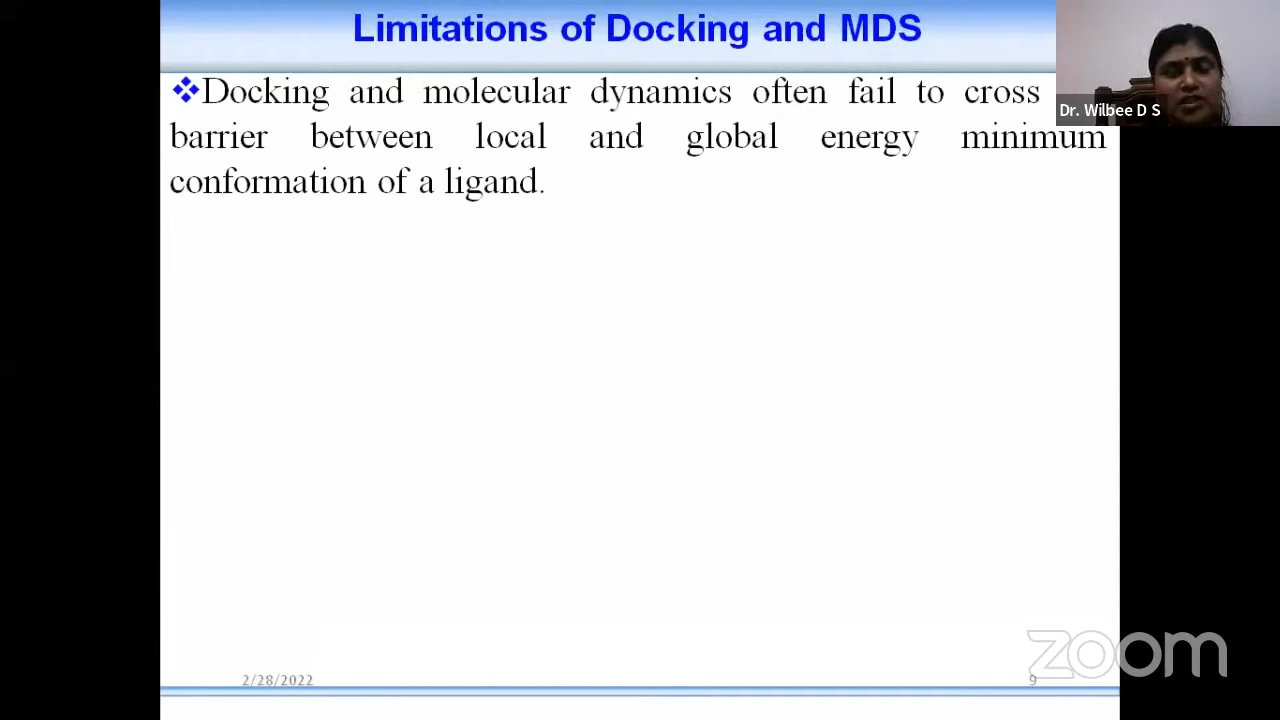 Limitations of Docking and MDS
❖Docking and molecular dynamics often fail to cross
barrier between local and global energy minimum
conformation of a ligand.
Dr. Wilbee D S
zoom
2/28/2022
9